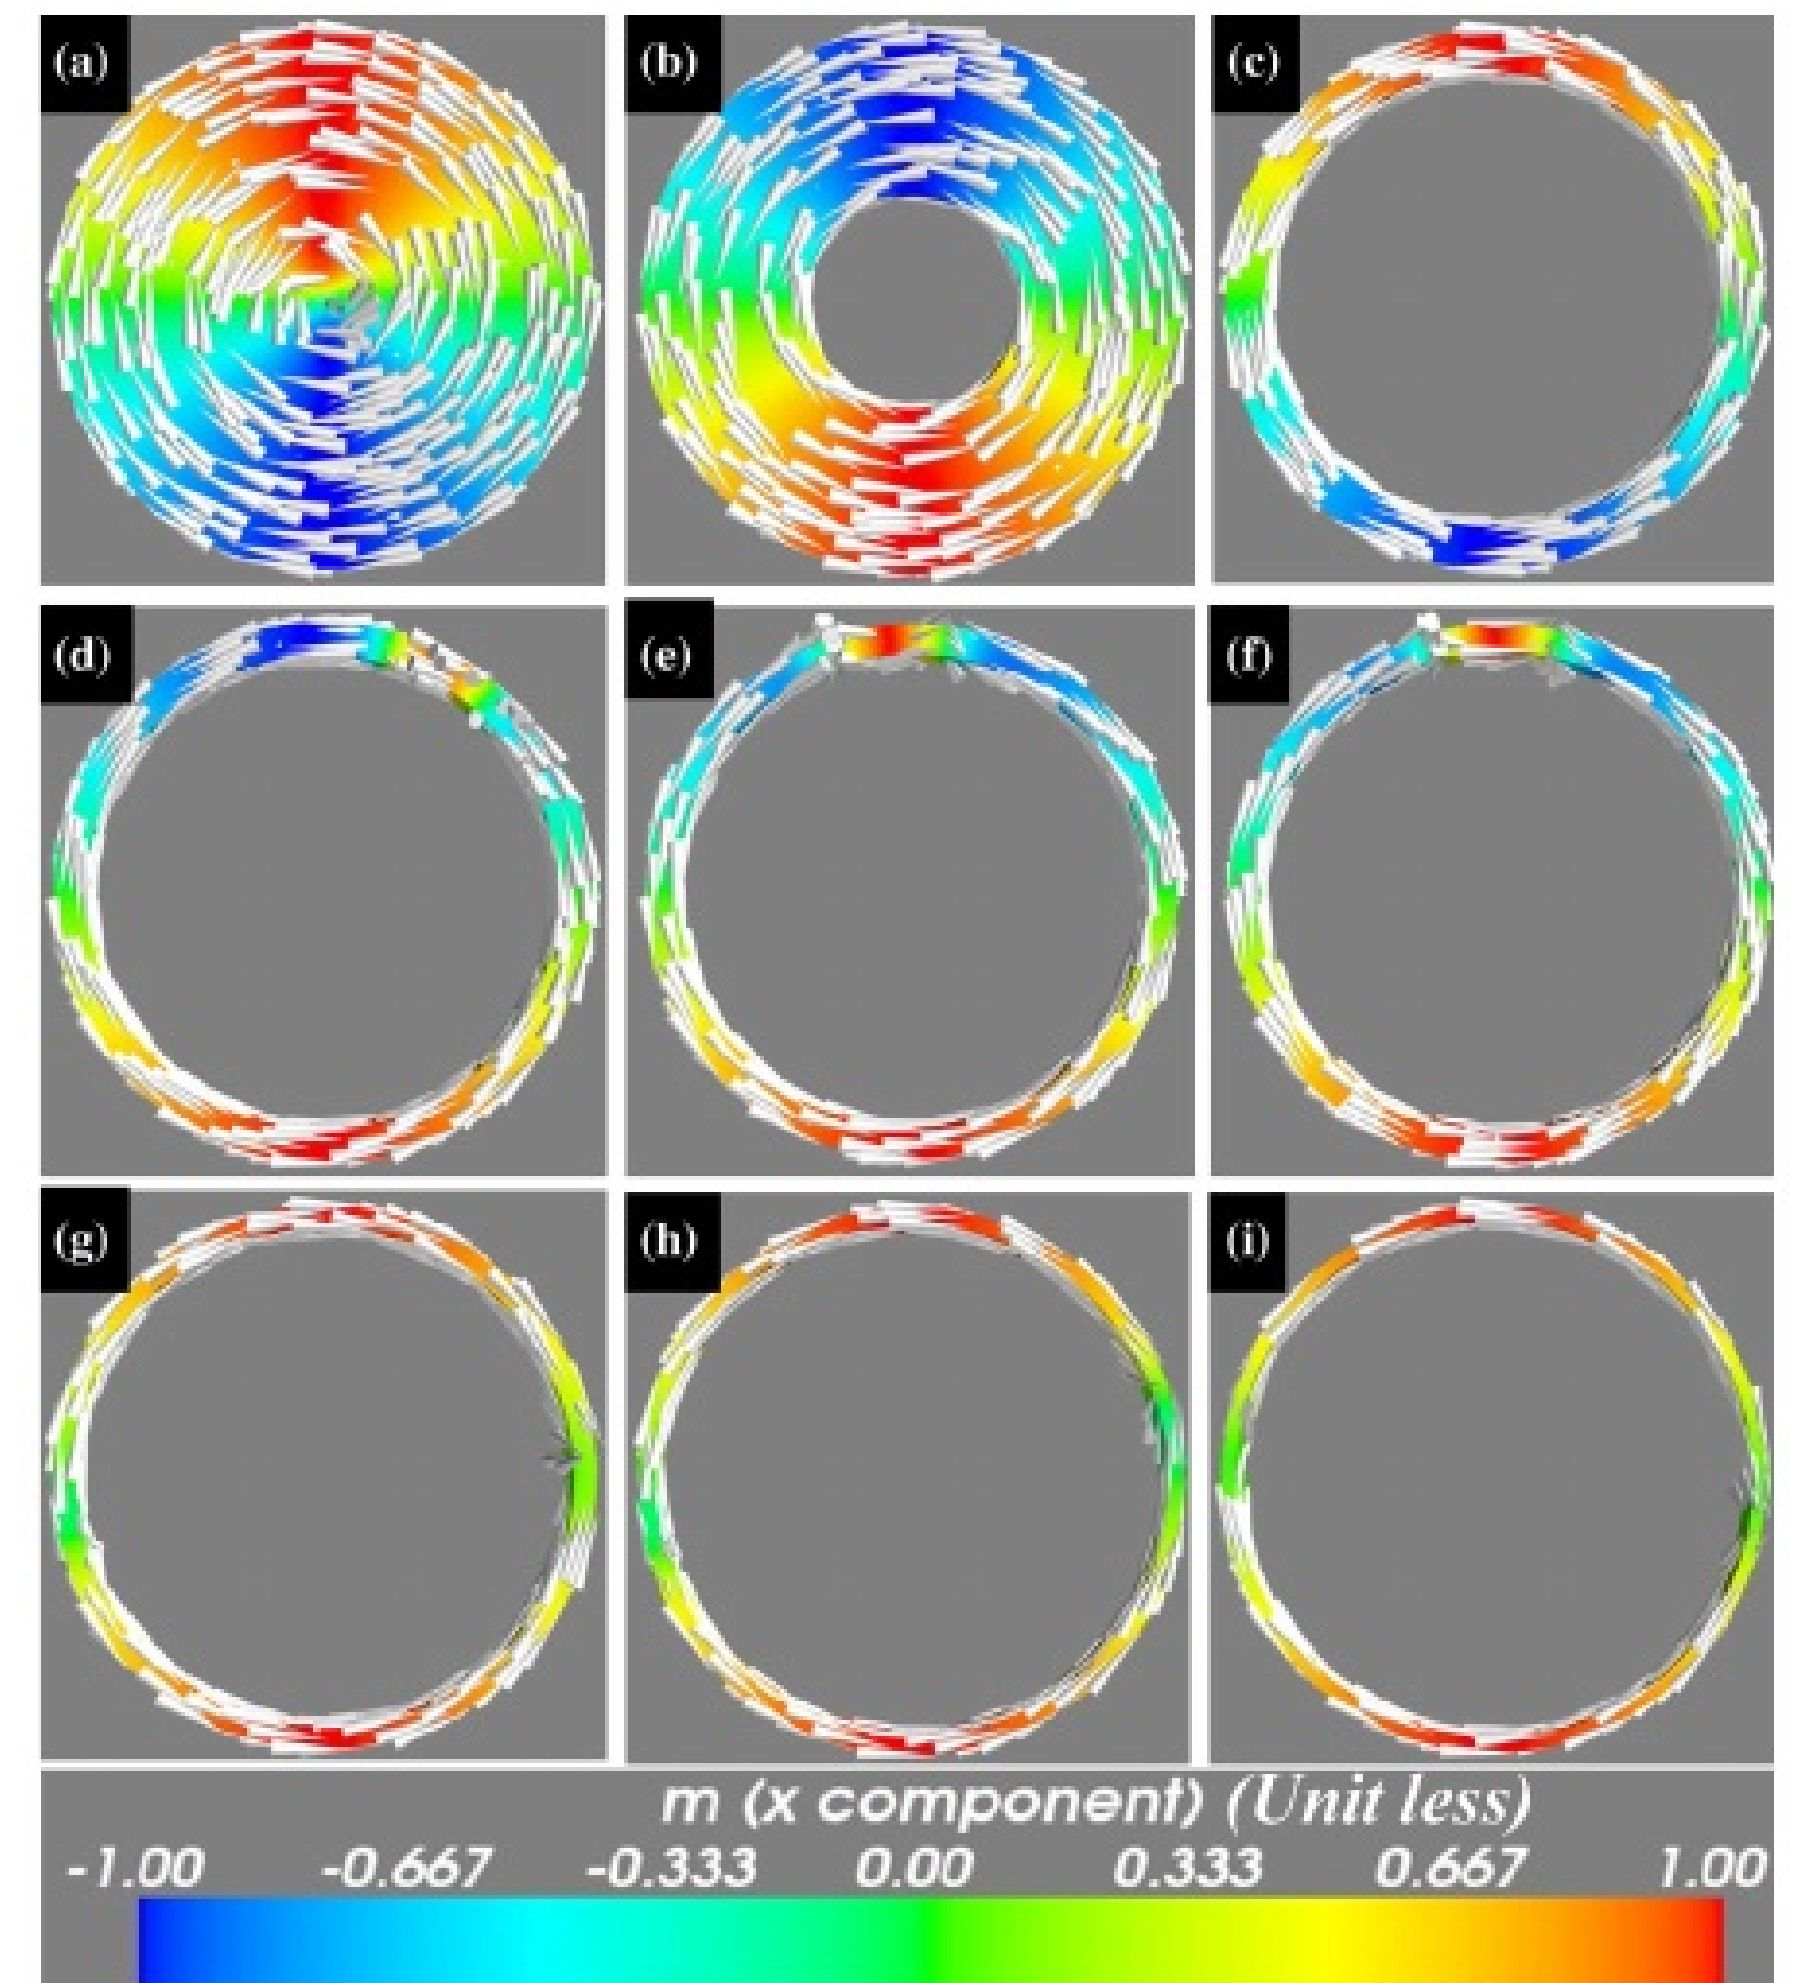 (a) (b) (c)
(d) (e) (f)
(g) (h) (i)
m (x component) (Unit less)
-1.00 -0.667 -0.333 0.00 0.333 0.667 1.00